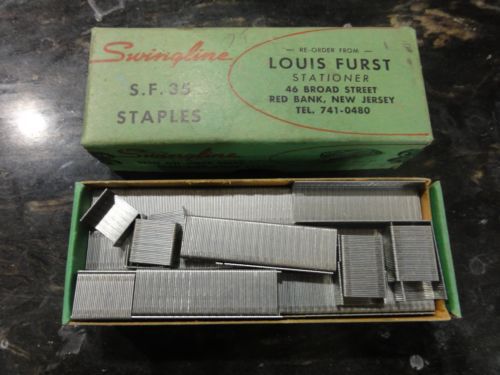 Swingline
S.F. 35
STAPLES
— RE-ORDER FROM —
LOUIS FURST
STATIONER
46 BROAD STREET
RED BANK, NEW JERSEY
TEL. 741-0480
Swingline